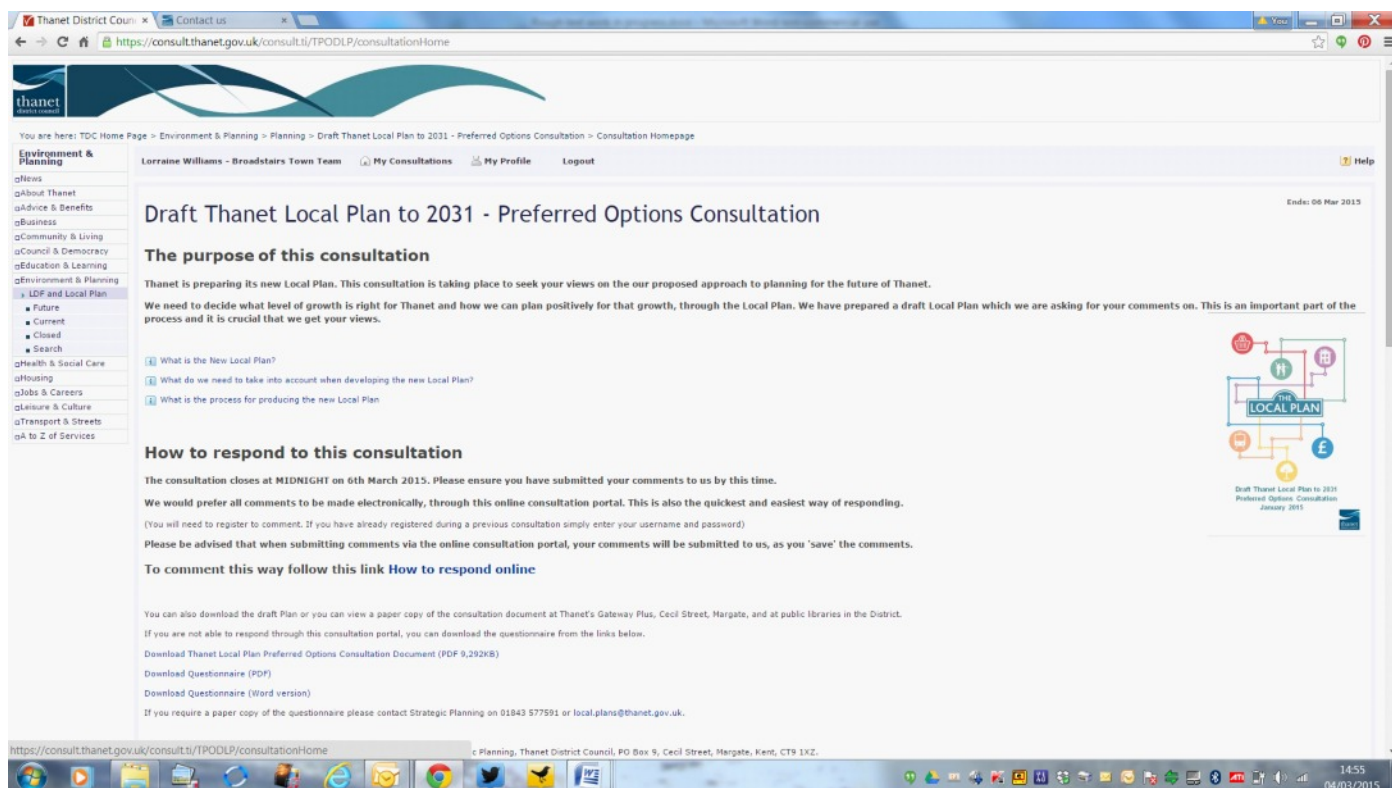 Thanet District Coun
Contact us
You
https://consult.thanet.gov.uk/consult.ti/TPODLP/consultationHome
thanet
district council
You are here: TDC Home Page > Environment & Planning > Planning > Draft Thanet Local Plan to 2031 - Preferred Options Consultation > Consultation Homepage
Environment &
Planning
News
About Thanet
Advice & Benefits
Business
Community & Living
Council & Democracy
Education & Learning
Environment & Planning
LDF and Local Plan
Future
Current
Closed
Search
Health & Social Care
Housing
Jobs & Careers
Leisure & Culture
Transport & Streets
A to Z of Services
Lorraine Williams - Broadstairs Town Team My Consultations My Profile Logout
Help
Draft Thanet Local Plan to 2031 - Preferred Options Consultation
Ends: 06 Mar 2015
The purpose of this consultation
Thanet is preparing its new Local Plan. This consultation is taking place to seek your views on the our proposed approach to planning for the future of Thanet.
We need to decide what level of growth is right for Thanet and how we can plan positively for that growth, through the Local Plan. We have prepared a draft Local Plan which we are asking for your comments on. This is an important part of the
process and it is crucial that we get your views.
What is the New Local Plan?
What do we need to take into account when developing the new Local Plan?
What is the process for producing the new Local Plan
THE
LOCAL PLAN
£
Draft Thanet Local Plan to 2031
Preferred Options Consultation
January 2015
thanet
How to respond to this consultation
The consultation closes at MIDNIGHT on 6th March 2015. Please ensure you have submitted your comments to us by this time.
We would prefer all comments to be made electronically, through this online consultation portal. This is also the quickest and easiest way of responding.
(You will need to register to comment. If you have already registered during a previous consultation simply enter your username and password)
Please be advised that when submitting comments via the online consultation portal, your comments will be submitted to us, as you 'save' the comments.
To comment this way follow this link How to respond online
You can also download the draft Plan or you can view a paper copy of the consultation document at Thanet's Gateway Plus, Cecil Street, Margate, and at public libraries in the District.
If you are not able to respond through this consultation portal, you can download the questionnaire from the links below.
Download Thanet Local Plan Preferred Options Consultation Document (PDF 9,292KB)
Download Questionnaire (PDF)
Download Questionnaire (Word version)
If you require a paper copy of the questionnaire please contact Strategic Planning on 01843 577591 or local.plans@thanet.gov.uk.
https://consult.thanet.gov.uk/consult.ti/TPODLP/consultationHome
c Planning, Thanet District Council, PO Box 9, Cecil Street, Margate, Kent, CT9 1XZ.
14:55
04/03/2015